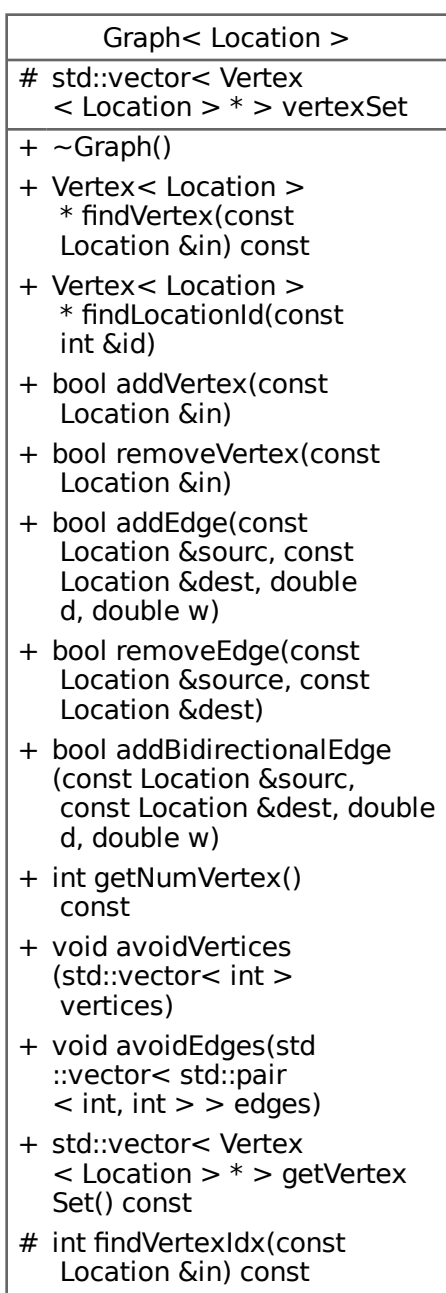 Graph< Location >
# std::vector< Vertex
< Location > * > vertexSet
+ ~Graph()
+ Vertex< Location >
* findVertex(const
Location &in) const
+ Vertex< Location >
* findLocationId(const
int &id)
+ bool addVertex(const
Location &in)
+ bool removeVertex(const
Location &in)
+ bool addEdge(const
Location &sourc, const
Location &dest, double
d, double w)
+ bool removeEdge(const
Location &source, const
Location &dest)
+ bool addBidirectionalEdge
(const Location &sourc,
const Location &dest, double
d, double w)
+ int getNumVertex()
const
+ void avoidVertices
(std::vector< int >
vertices)
+ void avoidEdges(std
::vector< std::pair
< int, int > > edges)
+ std::vector< Vertex
< Location > * > getVertex
Set() const
# int findVertexIdx(const
Location &in) const